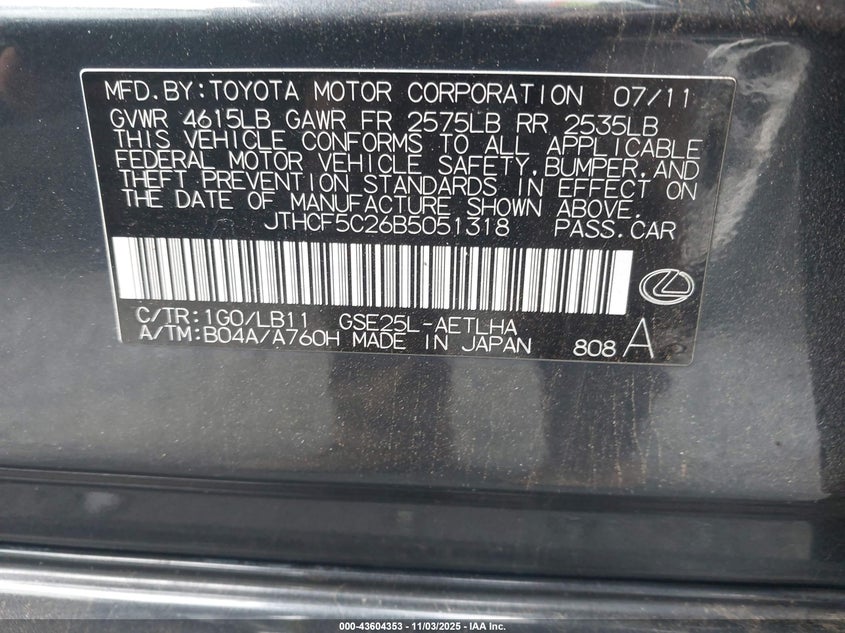 MFD.BY:TOYOTA MOTOR CORPORATION 07/11
GVWR 4615LB GAWR FR 2575LB RR 2535LB
THIS VEHICLE CONFORMS TO ALL APPLICABLE
FEDERAL MOTOR VEHICLE SAFETY,BUMPER,AND
THEFT PREVENTION STANDARDS IN EFFECT ON
THE DATE OF MANUFACTURE SHOWN ABOVE.
JTHCF5C26B5051318 PASS.CAR
C/TR:1G0/LB11 GSE25L-AETLHA
A/TM:B04A/A760H MADE IN JAPAN 808 A
000-43604353 - 11/03/2025 - IAA Inc.